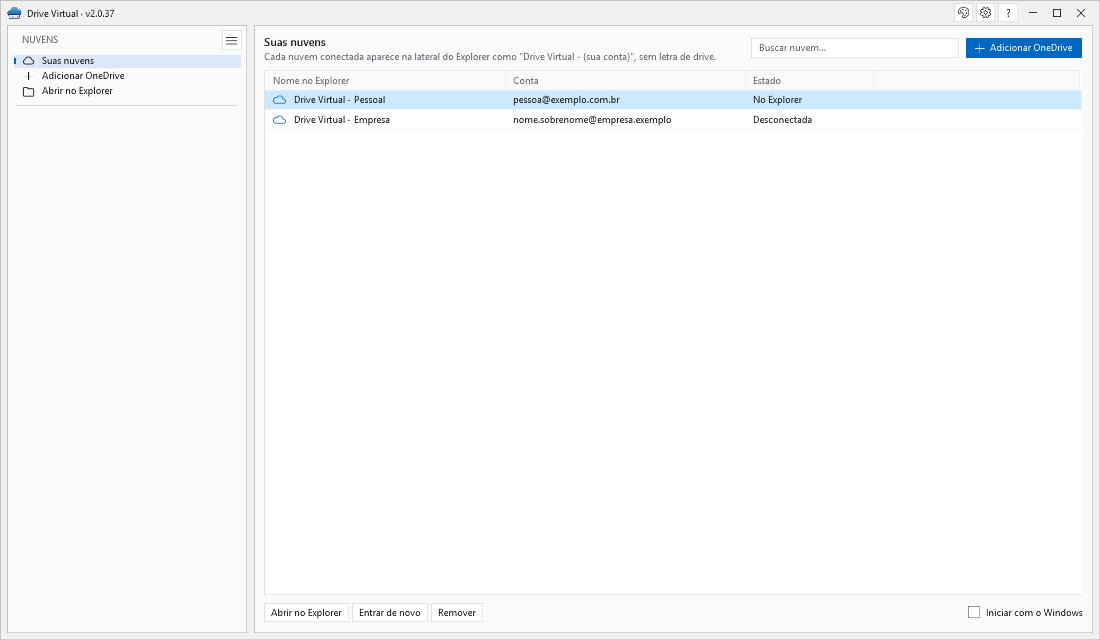 Drive Virtual - v2.0.37
?
NUVENS
Suas nuvens
Adicionar OneDrive
Abrir no Explorer
Suas nuvens
Cada nuvem conectada aparece na lateral do Explorer como "Drive Virtual - (sua conta)", sem letra de drive.
Buscar nuvem...
Adicionar OneDrive
Nome no Explorer Conta Estado
Drive Virtual - Pessoal pessoa@exemplo.com.br No Explorer
Drive Virtual - Empresa nome.sobrenome@empresa.exemplo Desconectada
Abrir no Explorer Entrar de novo Remover Iniciar com o Windows